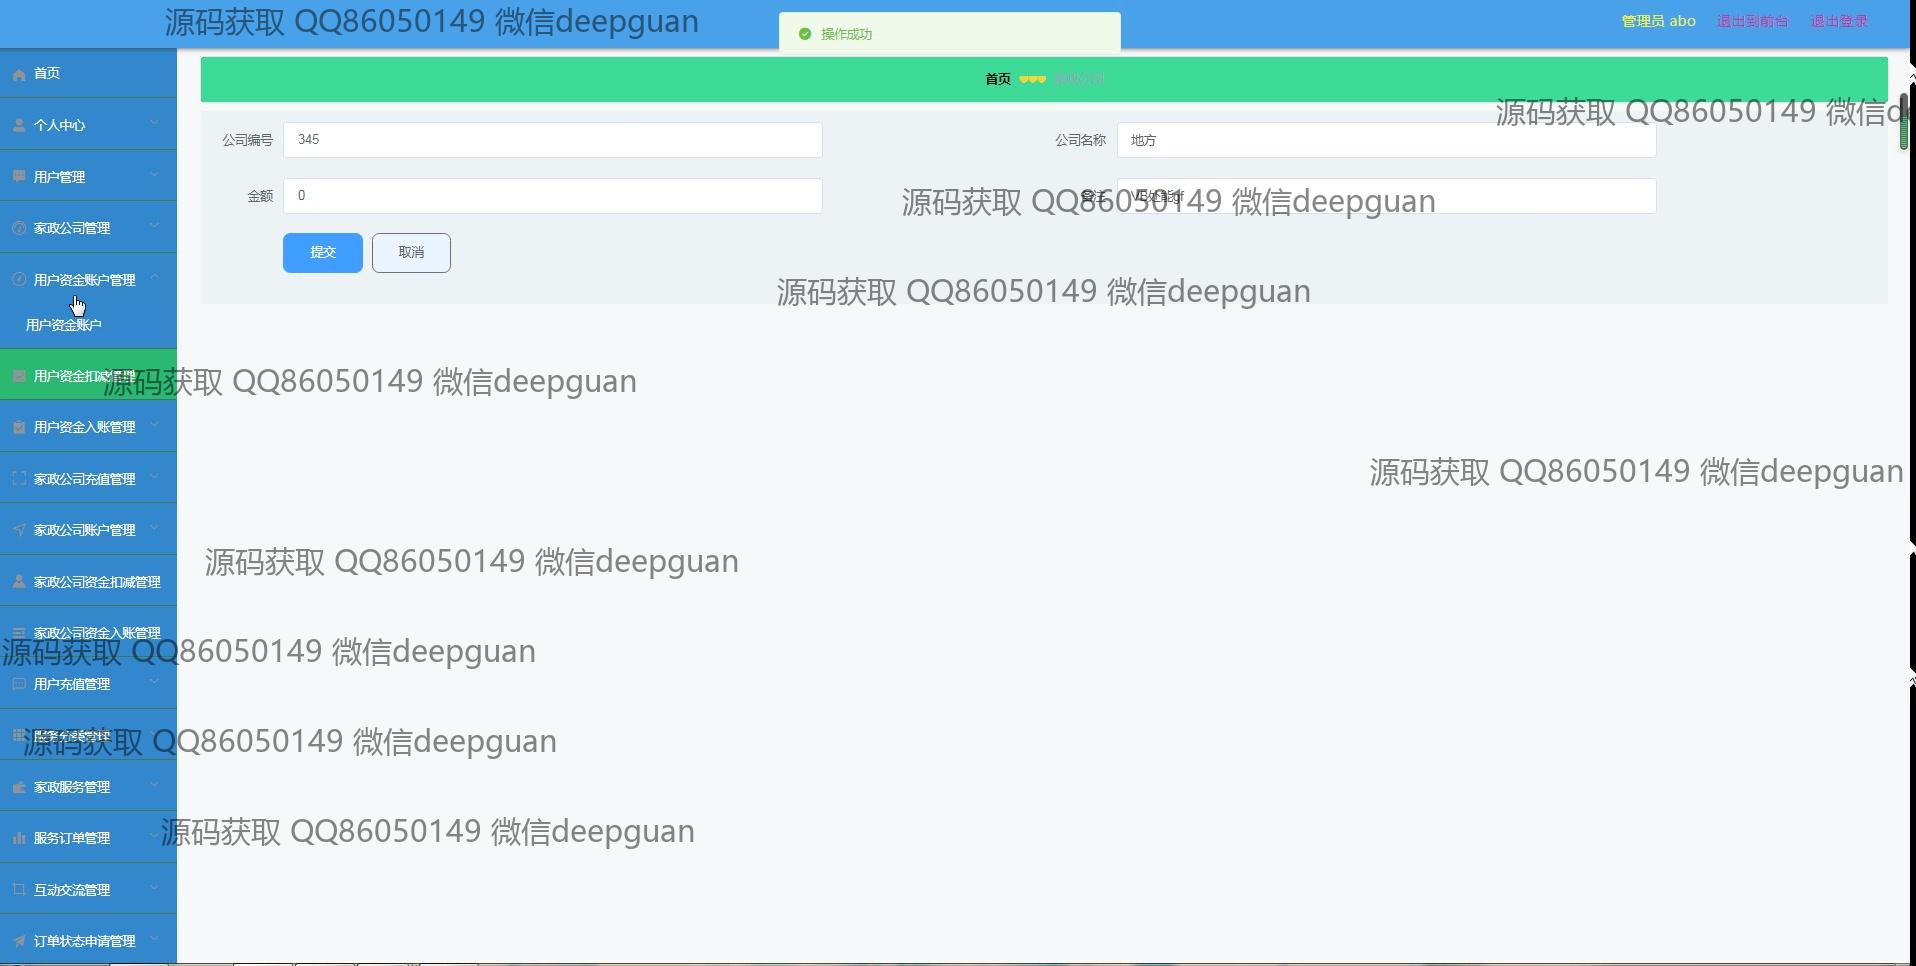 源码获取 QQ86050149 微信deepguan
操作成功
管理员 abo 退出到前台 退出登录
首页
个人中心
用户管理
家政公司管理
用户资金账户管理
用户资金账户
用户资金扣减管理
用户资金入账管理
家政公司充值管理
家政公司账户管理
家政公司资金扣减管理
家政公司资金入账管理
用户充值管理
家政服务管理
服务订单管理
互动交流管理
订单状态申请管理
首页 家政公司
源码获取 QQ86050149 微信de
公司编号 345 公司名称 地方
金额 0 备注
源码获取 QQ86050149 微信deepguan
提交 取消
源码获取 QQ86050149 微信deepguan
源码获取 QQ86050149 微信deepguan
源码获取 QQ86050149 微信deepguan
源码获取 QQ86050149 微信deepguan
源码获取 QQ86050149 微信deepguan
源码获取 QQ86050149 微信deepguan
源码获取 QQ86050149 微信deepguan